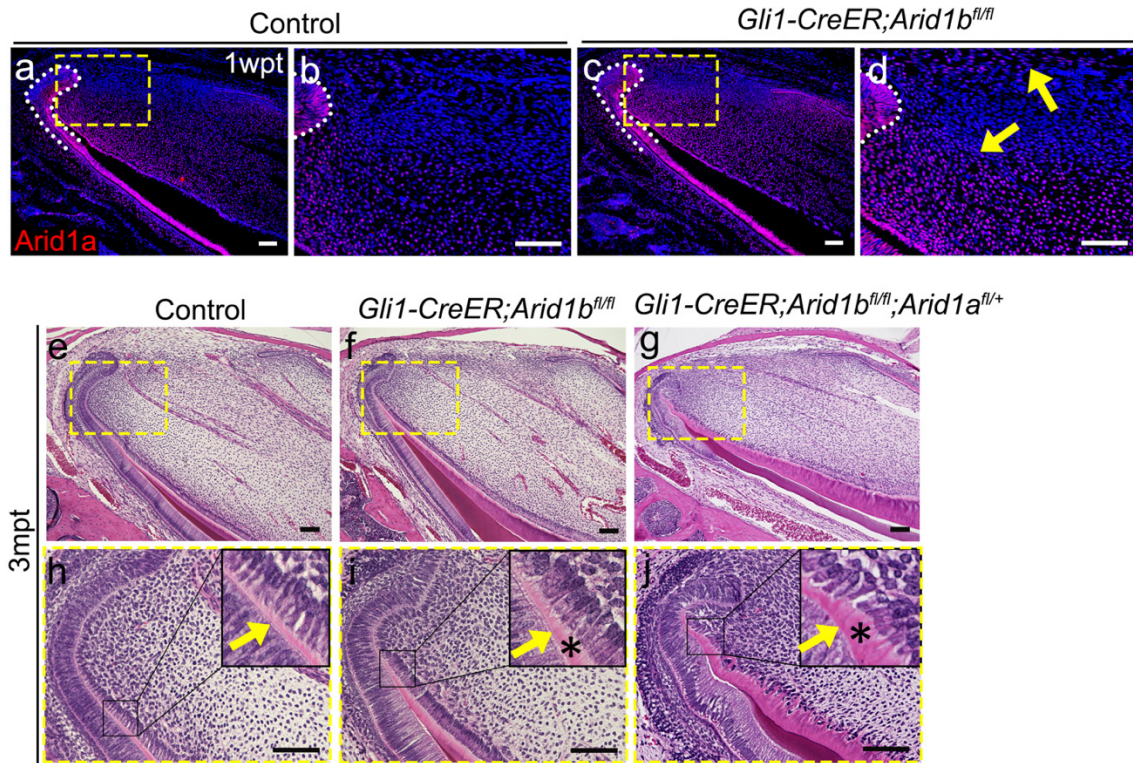 Control
Gli1-CreER;Arid1b^fl/fl
a
1wpt
b
c
d
Arid1a
Control
Gli1-CreER;Arid1b^fl/fl
Gli1-CreER;Arid1b^fl/fl;Arid1a^fl/+
3mpt
e
f
g
h
*
i
*
j